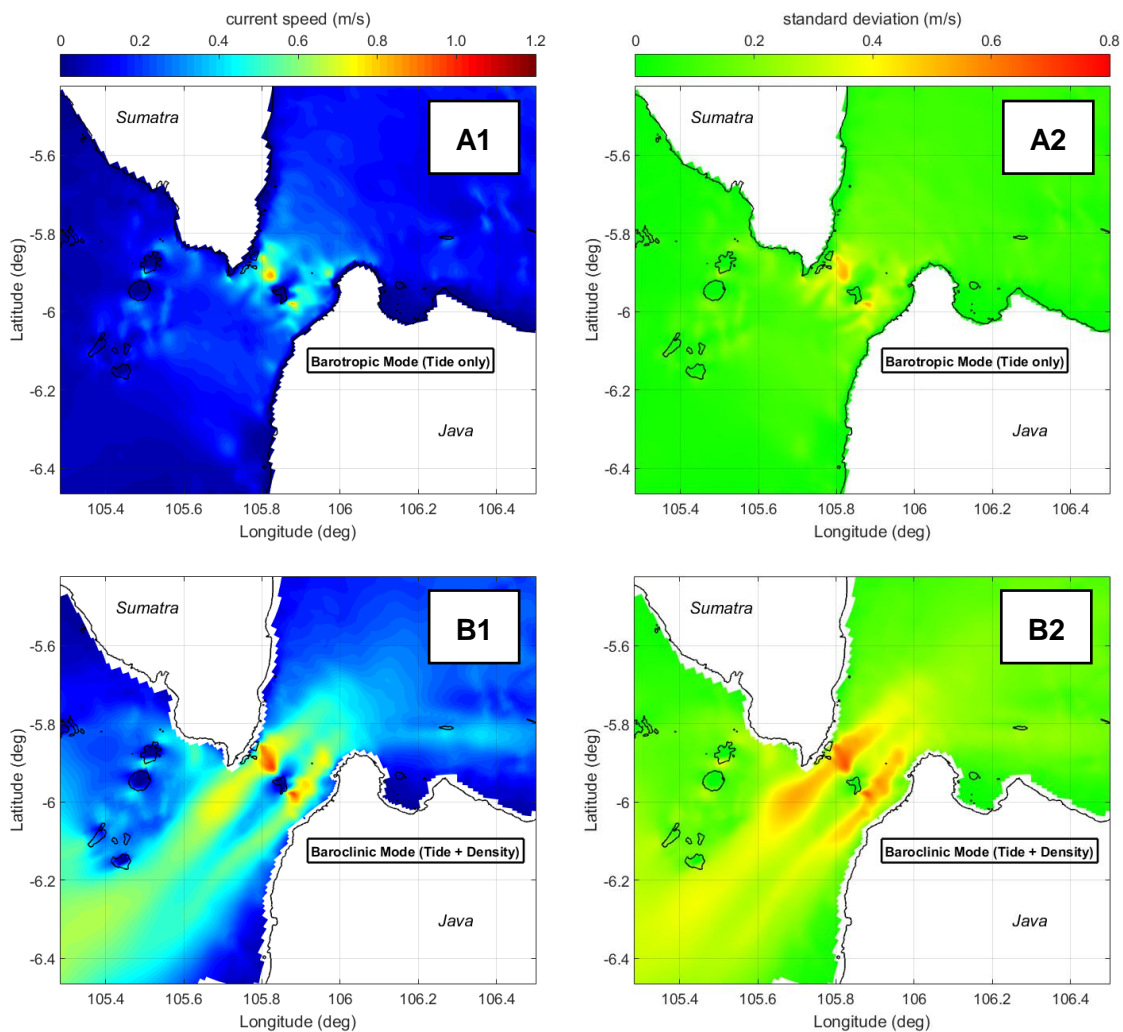 current speed (m/s)
0 0.2 0.4 0.6 0.8 1.0 1.2
Sumatra
A1
-5.6
-5.8
-6
-6.2
-6.4
Latitude (deg)
Barotropic Mode (Tide only)
Java
105.4 105.6 105.8 106 106.2 106.4
Longitude (deg)
standard deviation (m/s)
0 0.2 0.4 0.6 0.8
Sumatra
A2
-5.6
-5.8
-6
-6.2
-6.4
Latitude (deg)
Barotropic Mode (Tide only)
Java
105.4 105.6 105.8 106 106.2 106.4
Longitude (deg)
Sumatra
B1
-5.6
-5.8
-6
-6.2
-6.4
Latitude (deg)
Baroclinic Mode (Tide + Density)
Java
105.4 105.6 105.8 106 106.2 106.4
Longitude (deg)
Sumatra
B2
-5.6
-5.8
-6
-6.2
-6.4
Latitude (deg)
Baroclinic Mode (Tide + Density)
Java
105.4 105.6 105.8 106 106.2 106.4
Longitude (deg)